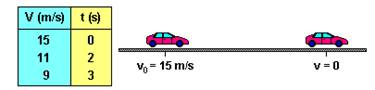 V (m/s) t (s)
15 0
11 2
9 3
v₀ = 15 m/s v = 0